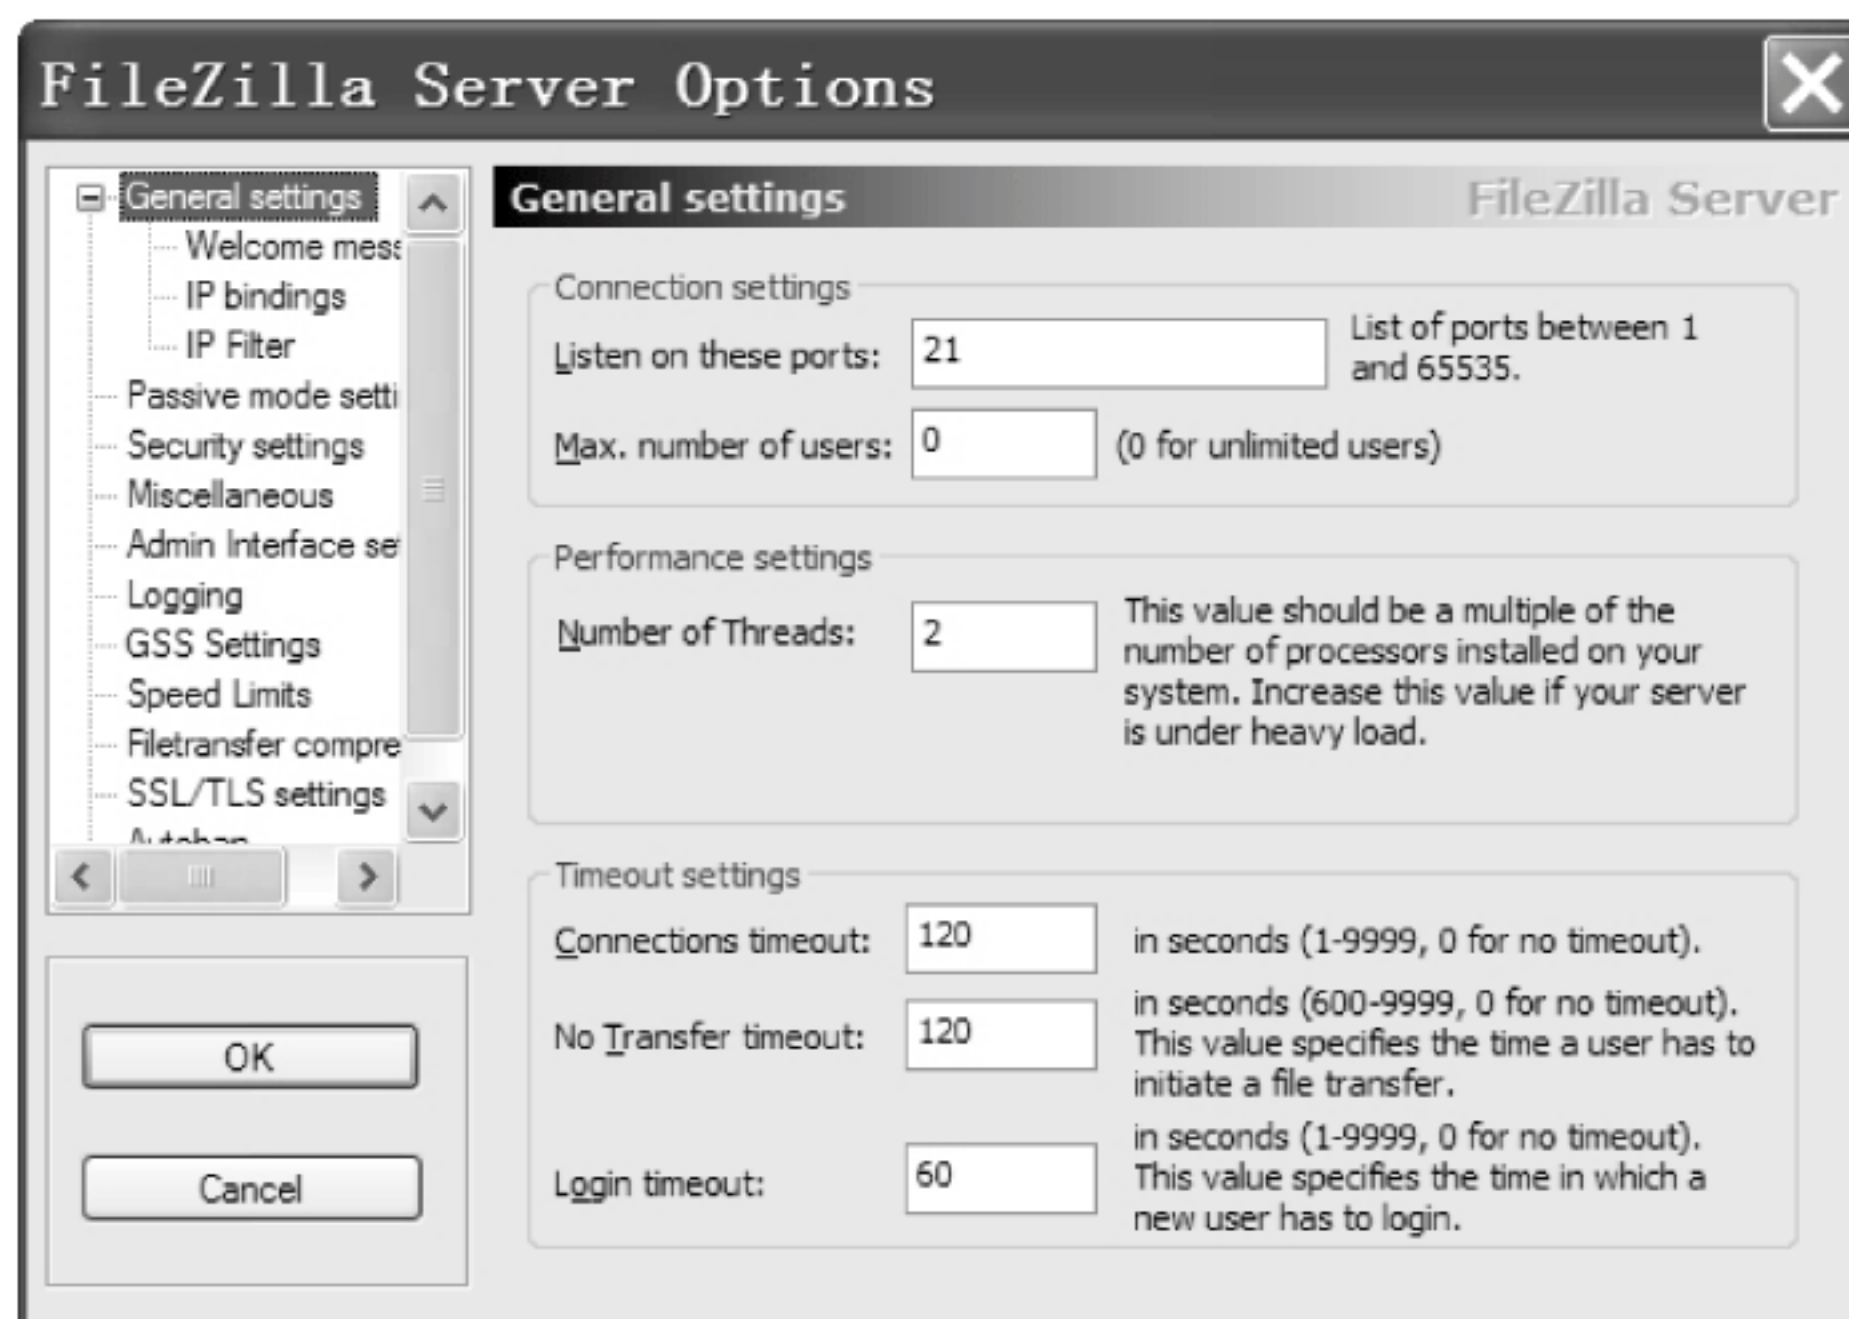 FileZilla Server Options
General settings
Welcome mess
IP bindings
IP Filter
Passive mode setti
Security settings
Miscellaneous
Admin Interface se
Logging
GSS Settings
Speed Limits
Filetransfer compre
SSL/TLS settings
OK
Cancel
General settings
FileZilla Server
Connection settings
Listen on these ports: 21 List of ports between 1
and 65535.
Max. number of users: 0 (0 for unlimited users)
Performance settings
Number of Threads: 2 This value should be a multiple of the
number of processors installed on your
system. Increase this value if your server
is under heavy load.
Timeout settings
Connections timeout: 120 in seconds (1-9999, 0 for no timeout).
No Transfer timeout: 120 in seconds (600-9999, 0 for no timeout).
This value specifies the time a user has to
initiate a file transfer.
Login timeout: 60 in seconds (1-9999, 0 for no timeout).
This value specifies the time in which a
new user has to login.